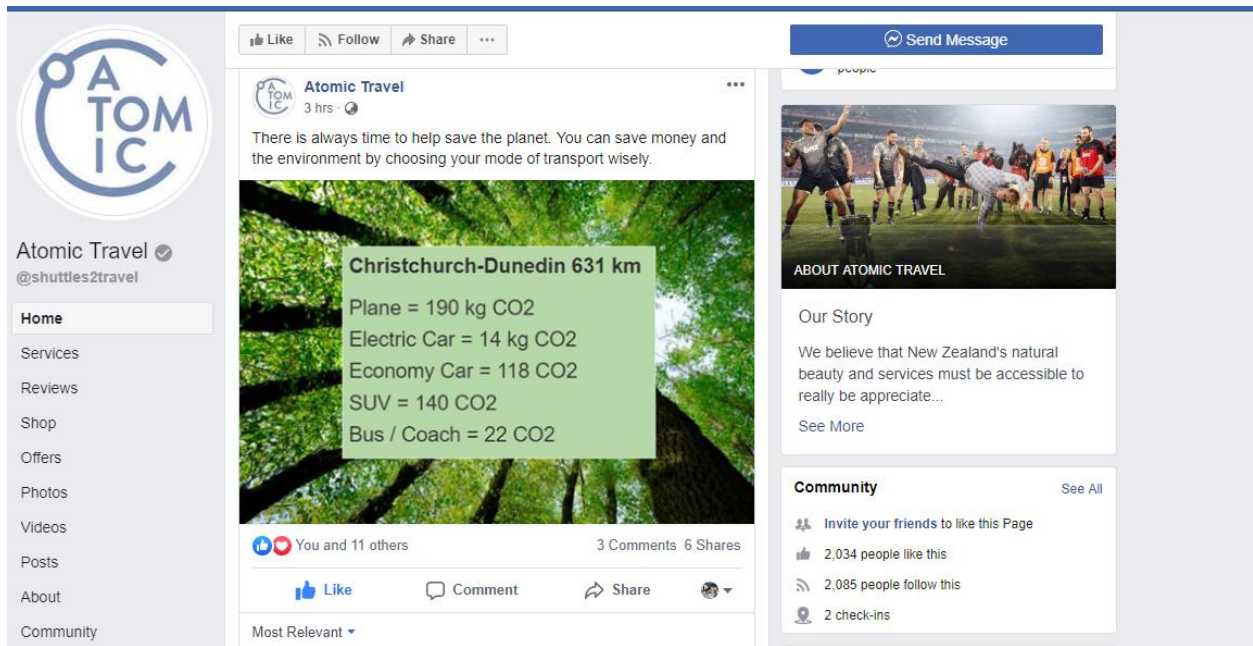 A
TOM
IC
Atomic Travel
@shuttles2travel
Home
Services
Reviews
Shop
Offers
Photos
Videos
Posts
About
Community
Like
Follow
Share
Send Message
A
TOM
IC
Atomic Travel
3 hrs ·
There is always time to help save the planet. You can save money and
the environment by choosing your mode of transport wisely.
Christchurch-Dunedin 631 km
Plane = 190 kg CO2
Electric Car = 14 kg CO2
Economy Car = 118 CO2
SUV = 140 CO2
Bus / Coach = 22 CO2
You and 11 others
3 Comments 6 Shares
Like
Comment
Share
Most Relevant
people
ABOUT ATOMIC TRAVEL
Our Story
We believe that New Zealand's natural
beauty and services must be accessible to
really be appreciate...
See More
Community
See All
Invite your friends to like this Page
2,034 people like this
2,085 people follow this
2 check-ins